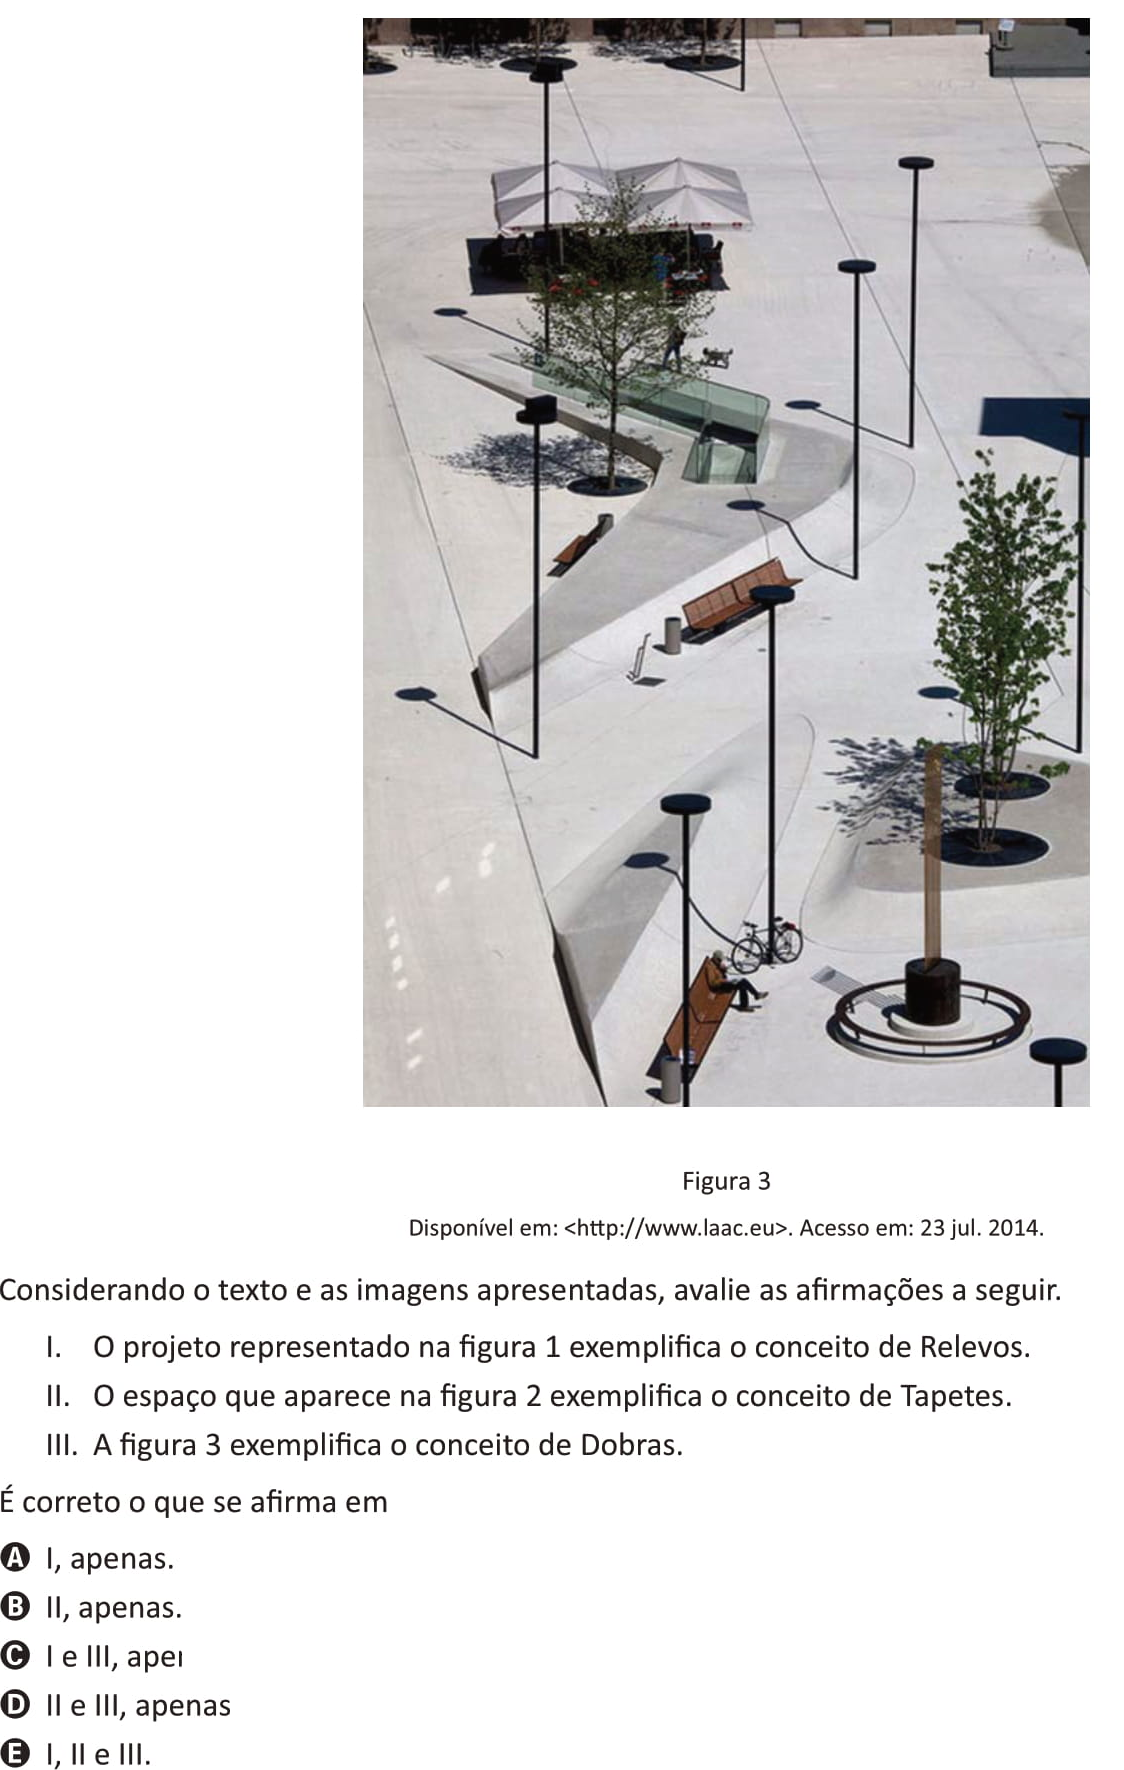 Figura 3
Disponível em: <http://www.laac.eu>. Acesso em: 23 jul. 2014.
Considerando o texto e as imagens apresentadas, avalie as afirmações a seguir.
I. O projeto representado na figura 1 exemplifica o conceito de Relevos.
II. O espaço que aparece na figura 2 exemplifica o conceito de Tapetes.
III. A figura 3 exemplifica o conceito de Dobras.
É correto o que se afirma em
A I, apenas.
B II, apenas.
C I e III,
D II e III, apenas
E I, II e III.